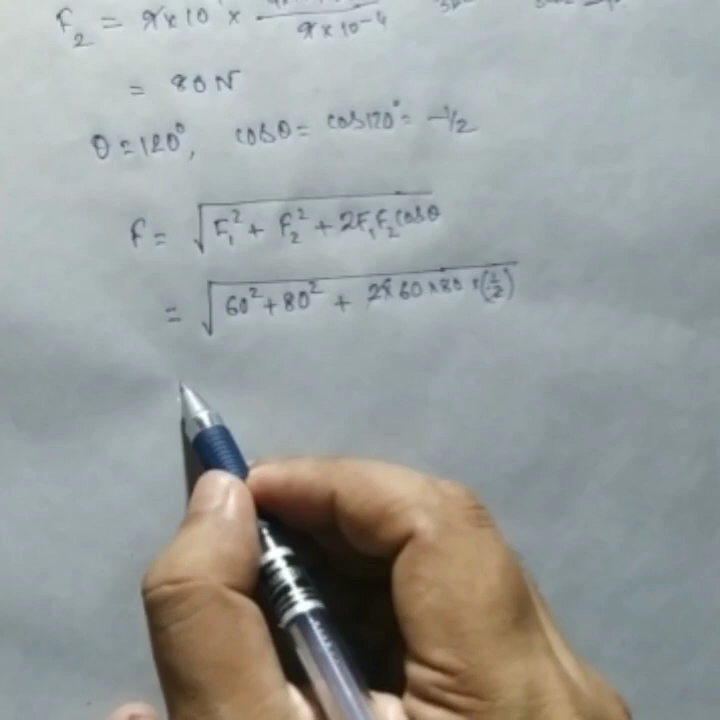 F₂ = 9×10 × / 9×10⁻⁴
= 80 N
θ = 120°, cosθ = cos120° = -1/2
F = √(F₁² + F₂² + 2F₁F₂cosθ)
= √(60² + 80² + 2×60×80×(1/2))